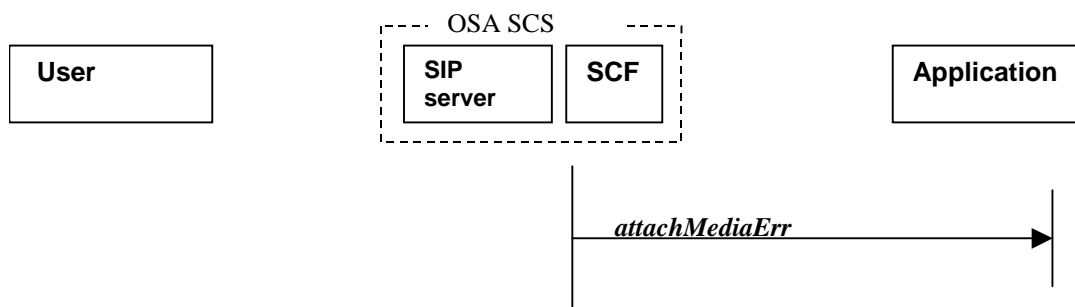 OSA SCS
User
SIP
server
SCF
Application
attachMediaErr